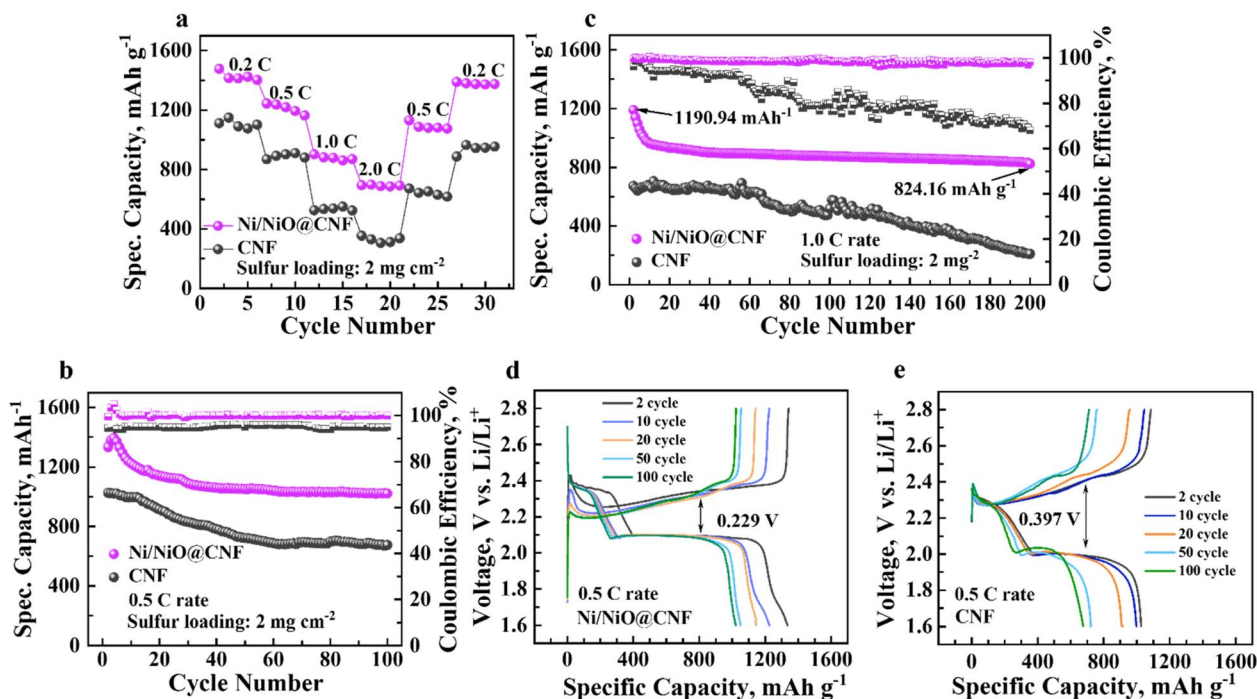 a
Spec. Capacity, mAh g-1
1600
1200
800
400
0
0.2 C
0.5 C
1.0 C
2.0 C
0.5 C
0.2 C
Ni/NiO@CNF
CNF
Sulfur loading: 2 mg cm-2
0 5 10 15 20 25 30
Cycle Number
c
Spec. Capacity, mAh g-1
1600
1200
800
400
0
1190.94 mAh-1
824.16 mAh g-1
Ni/NiO@CNF
CNF
1.0 C rate
Sulfur loading: 2 mg-2
0 20 40 60 80 100 120 140 160 180 200
Cycle Number
100
80
60
40
20
0
Coulombic Efficiency, %
b
Spec. Capacity, mAh-1
1600
1300
1000
600
300
0
Ni/NiO@CNF
CNF
0.5 C rate
Sulfur loading: 2 mg cm-2
0 20 40 60 80 100
Cycle Number
100
80
60
40
20
0
Coulombic Efficiency, %
d
Voltage, V vs. Li/Li+
2.8
2.6
2.4
2.2
2.0
1.8
1.6
2 cycle
10 cycle
20 cycle
50 cycle
100 cycle
0.229 V
0.5 C rate
Ni/NiO@CNF
0 400 800 1200 1600
Specific Capacity, mAh g-1
e
Voltage, V vs. Li/Li+
2.8
2.6
2.4
2.2
2.0
1.8
1.6
0.397 V
2 cycle
10 cycle
20 cycle
50 cycle
100 cycle
0.5 C rate
CNF
0 400 800 1200 1600
Specific Capacity, mAh g-1